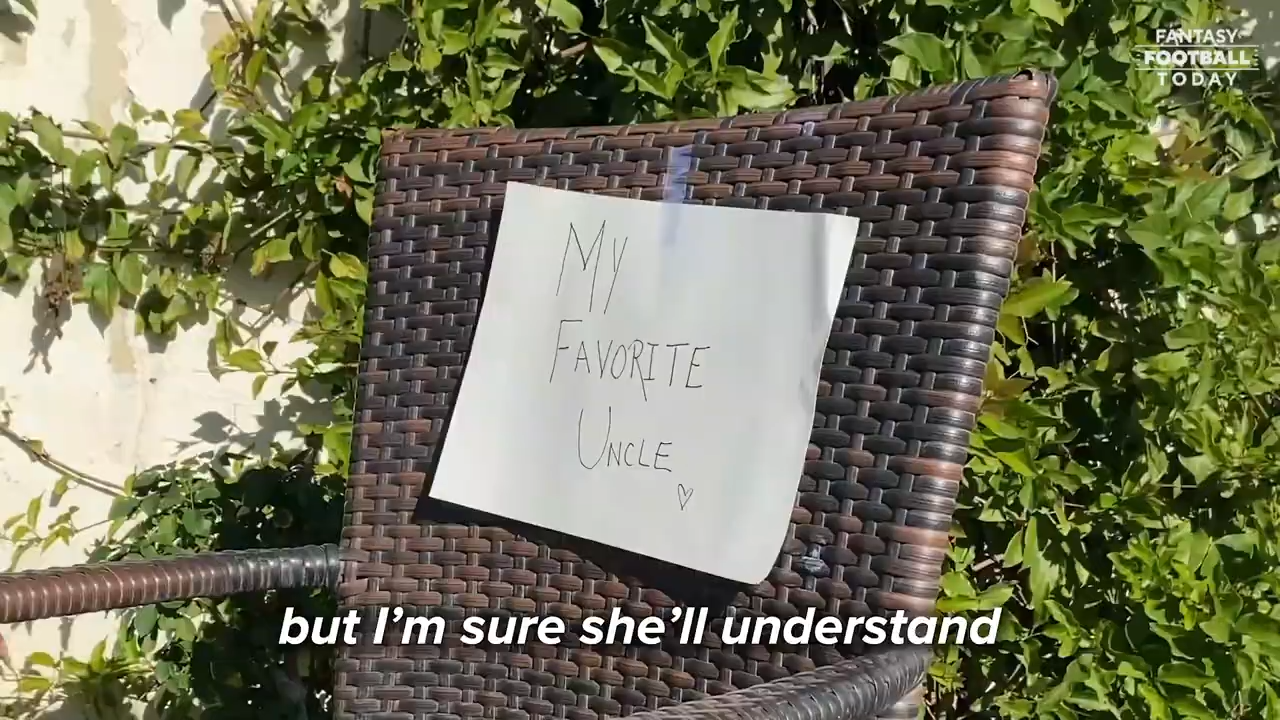 FANTASY
FOOTBALL
TODAY
My
FAVORITE
UNCLE
but I'm sure she'll understand